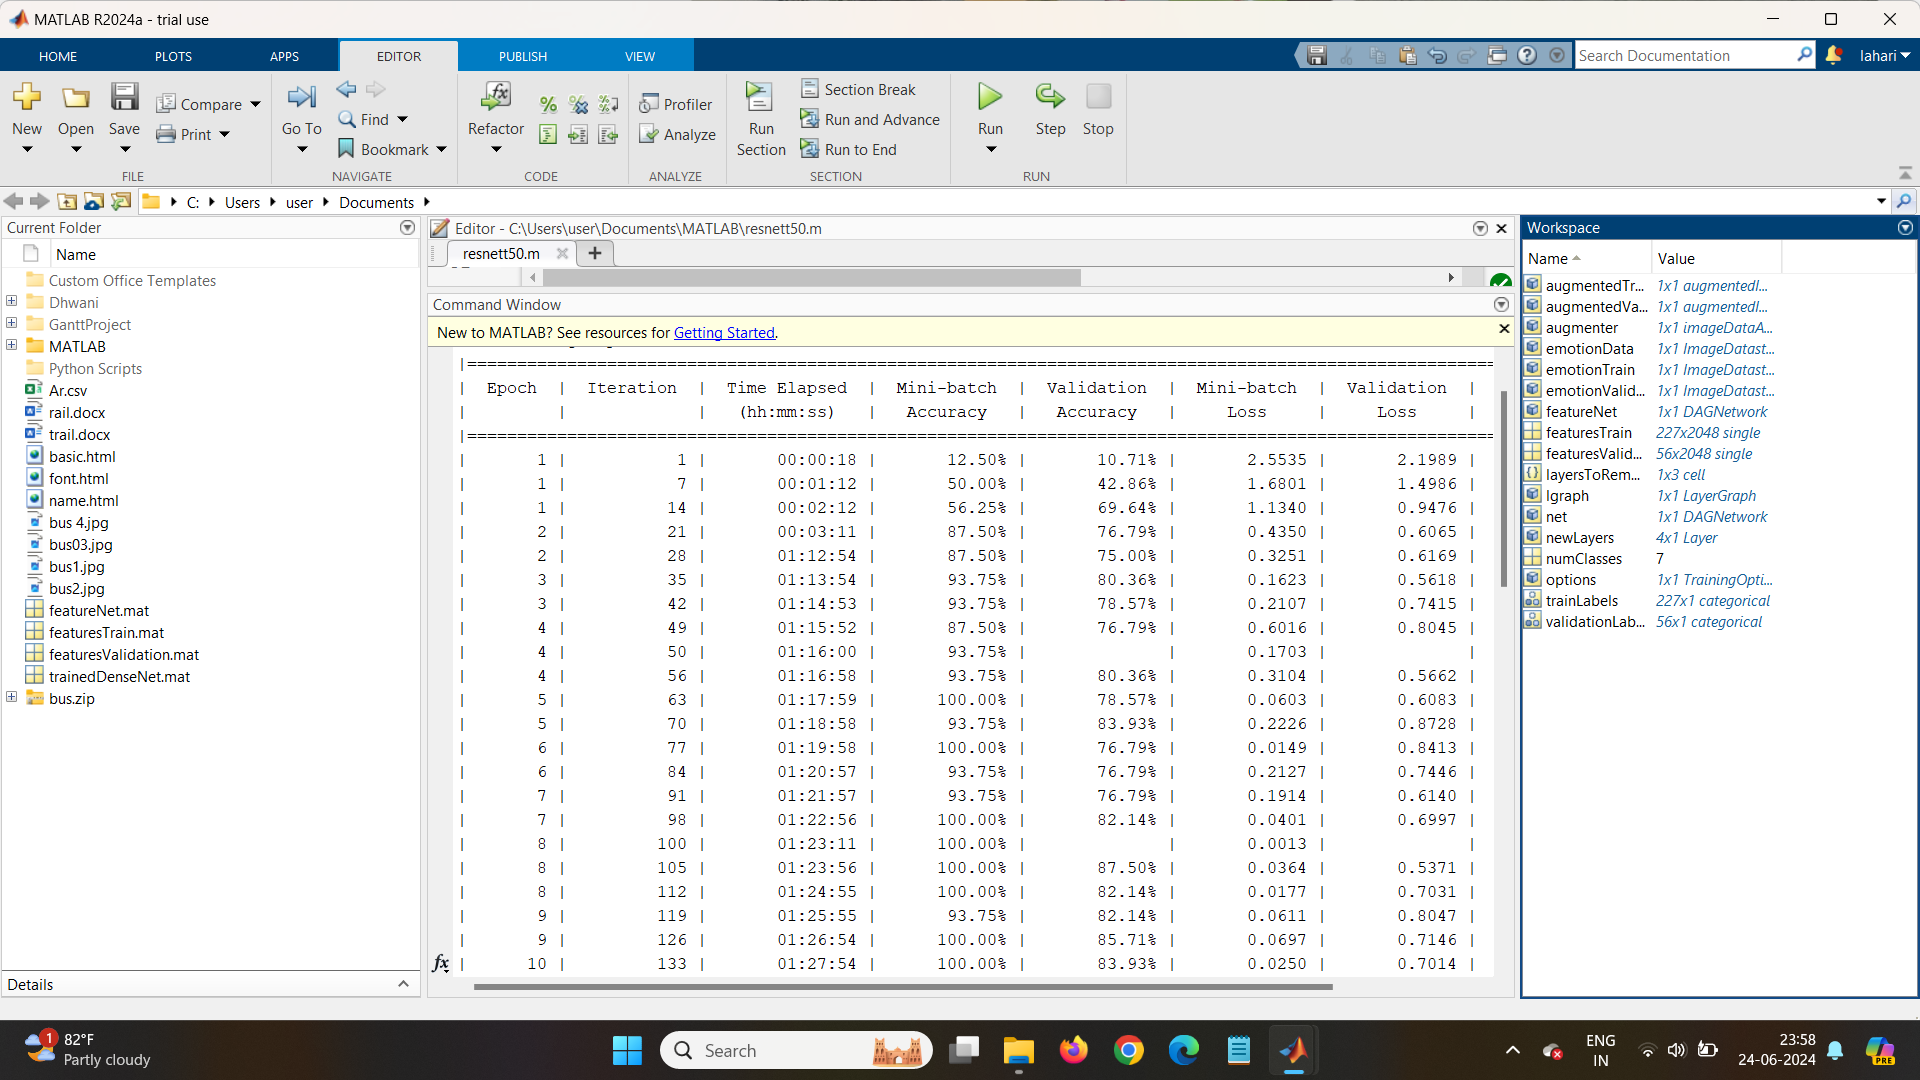 MATLAB R2024a - trial use
HOME PLOTS APPS EDITOR PUBLISH VIEW
Search Documentation
lahari
New
Open
Save
Compare
Print
FILE
Go To
Find
Bookmark
NAVIGATE
Refactor
CODE
Profiler
Analyze
ANALYZE
Run
Section
Section Break
Run and Advance
Run to End
SECTION
Run
Step
Stop
RUN
C: Users user Documents
Current Folder
Name
Custom Office Templates
Dhwani
GanttProject
MATLAB
Python Scripts
Ar.csv
rail.docx
trail.docx
basic.html
font.html
name.html
bus 4.jpg
bus03.jpg
bus1.jpg
bus2.jpg
featureNet.mat
featuresTrain.mat
featuresValidation.mat
trainedDenseNet.mat
bus.zip
Details
Editor - C:\Users\user\Documents\MATLAB\resnett50.m
resnett50.m
Command Window
New to MATLAB? See resources for Getting Started.
| Epoch | Iteration | Time Elapsed | Mini-batch | Validation | Mini-batch | Validation |
| | | (hh:mm:ss) | Accuracy | Accuracy | Loss | Loss |
| 1 | 1 | 00:00:18 | 12.50% | 10.71% | 2.5535 | 2.1989 |
| 1 | 7 | 00:01:12 | 50.00% | 42.86% | 1.6801 | 1.4986 |
| 1 | 14 | 00:02:12 | 56.25% | 69.64% | 1.1340 | 0.9476 |
| 2 | 21 | 00:03:11 | 87.50% | 76.79% | 0.4350 | 0.6065 |
| 2 | 28 | 01:12:54 | 87.50% | 75.00% | 0.3251 | 0.6169 |
| 3 | 35 | 01:13:54 | 93.75% | 80.36% | 0.1623 | 0.5618 |
| 3 | 42 | 01:14:53 | 93.75% | 78.57% | 0.2107 | 0.7415 |
| 4 | 49 | 01:15:52 | 87.50% | 76.79% | 0.6016 | 0.8045 |
| 4 | 50 | 01:16:00 | 93.75% | | 0.1703 | |
| 4 | 56 | 01:16:58 | 93.75% | 80.36% | 0.3104 | 0.5662 |
| 5 | 63 | 01:17:59 | 100.00% | 78.57% | 0.0603 | 0.6083 |
| 5 | 70 | 01:18:58 | 93.75% | 83.93% | 0.2226 | 0.8728 |
| 6 | 77 | 01:19:58 | 100.00% | 76.79% | 0.0149 | 0.8413 |
| 6 | 84 | 01:20:57 | 93.75% | 76.79% | 0.2127 | 0.7446 |
| 7 | 91 | 01:21:57 | 93.75% | 76.79% | 0.1914 | 0.6140 |
| 7 | 98 | 01:22:56 | 100.00% | 82.14% | 0.0401 | 0.6997 |
| 8 | 100 | 01:23:11 | 100.00% | | 0.0013 | |
| 8 | 105 | 01:23:56 | 100.00% | 87.50% | 0.0364 | 0.5371 |
| 8 | 112 | 01:24:55 | 100.00% | 82.14% | 0.0177 | 0.7031 |
| 9 | 119 | 01:25:55 | 93.75% | 82.14% | 0.0611 | 0.8047 |
| 9 | 126 | 01:26:54 | 100.00% | 85.71% | 0.0697 | 0.7146 |
fx | 10 | 133 | 01:27:54 | 100.00% | 83.93% | 0.0250 | 0.7014 |
Workspace
Name Value
augmentedTr... 1x1 augmentedI...
augmentedVa... 1x1 augmentedI...
augmenter 1x1 imageDataA...
emotionData 1x1 ImageDatast...
emotionTrain 1x1 ImageDatast...
emotionValid... 1x1 ImageDatast...
featureNet 1x1 DAGNetwork
featuresTrain 227x2048 single
featuresValid... 56x2048 single
layersToRem... 1x3 cell
lgraph 1x1 LayerGraph
net 1x1 DAGNetwork
newLayers 4x1 Layer
numClasses 7
options 1x1 TrainingOpti...
trainLabels 227x1 categorical
validationLab... 56x1 categorical
1
82°F
Partly cloudy
Search
ENG
IN
23:58
24-06-2024
PRE